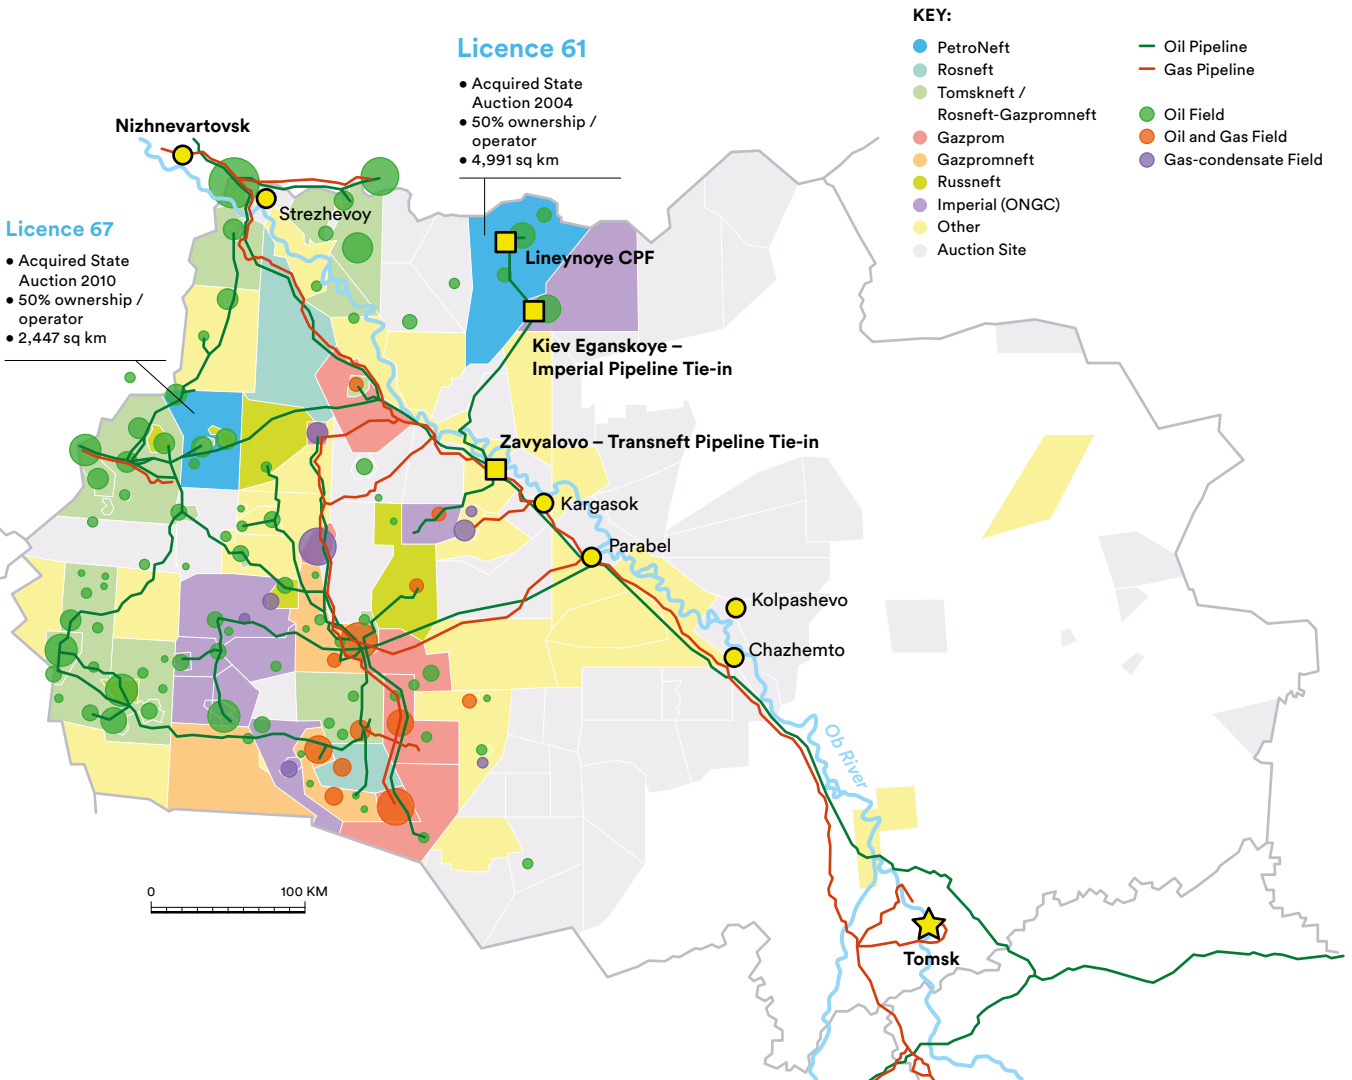 Licence 61
• Acquired State
Auction 2004
• 50% ownership /
operator
• 4,991 sq km
KEY:
PetroNeft
Rosneft
Tomskneft /
Rosneft-Gazpromneft
Gazprom
Gazpromneft
Russneft
Imperial (ONGC)
Other
Auction Site
Oil Pipeline
Gas Pipeline
Oil Field
Oil and Gas Field
Gas-condensate Field
Nizhnevartovsk
Strezhevoy
Licence 67
• Acquired State
Auction 2010
• 50% ownership /
operator
• 2,447 sq km
Lineynoye CPF
Kiev Eganskoye –
Imperial Pipeline Tie-in
Zavyalovo – Transneft Pipeline Tie-in
Kargasok
Parabel
Kolpashevo
Chazhemto
Ob River
0
100 KM
Tomsk